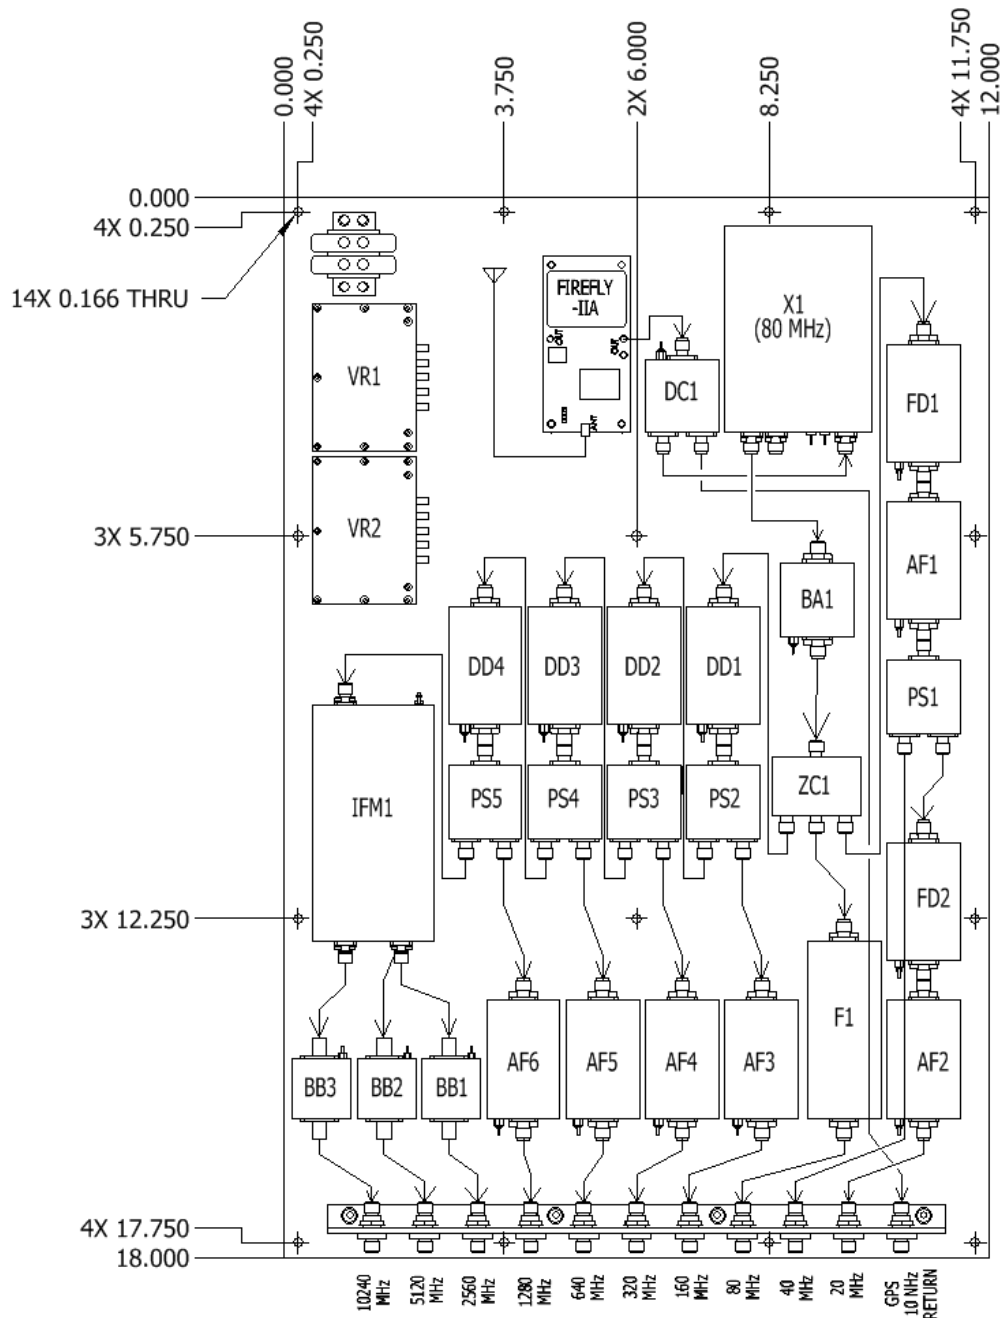 0.000
4X 0.250
3.750
2X 6.000
8.250
4X 11.750
12.000
0.000
4X 0.250
14X 0.166 THRU
3X 5.750
3X 12.250
4X 17.750
18.000
FIREFLY
-IIA
OUT
OUT
ANT
X1
(80 MHz)
VR1
DC1
FD1
VR2
AF1
BA1
DD4
DD3
DD2
DD1
PS1
ZC1
IFM1
PS5
PS4
PS3
PS2
FD2
F1
AF6
AF5
AF4
AF3
AF2
BB3
BB2
BB1
10240
MHz
5120
MHz
2560
MHz
1280
MHz
640
MHz
320
MHz
160
MHz
80
MHz
40
MHz
20
MHz
GPS
10 NHz
RETURN